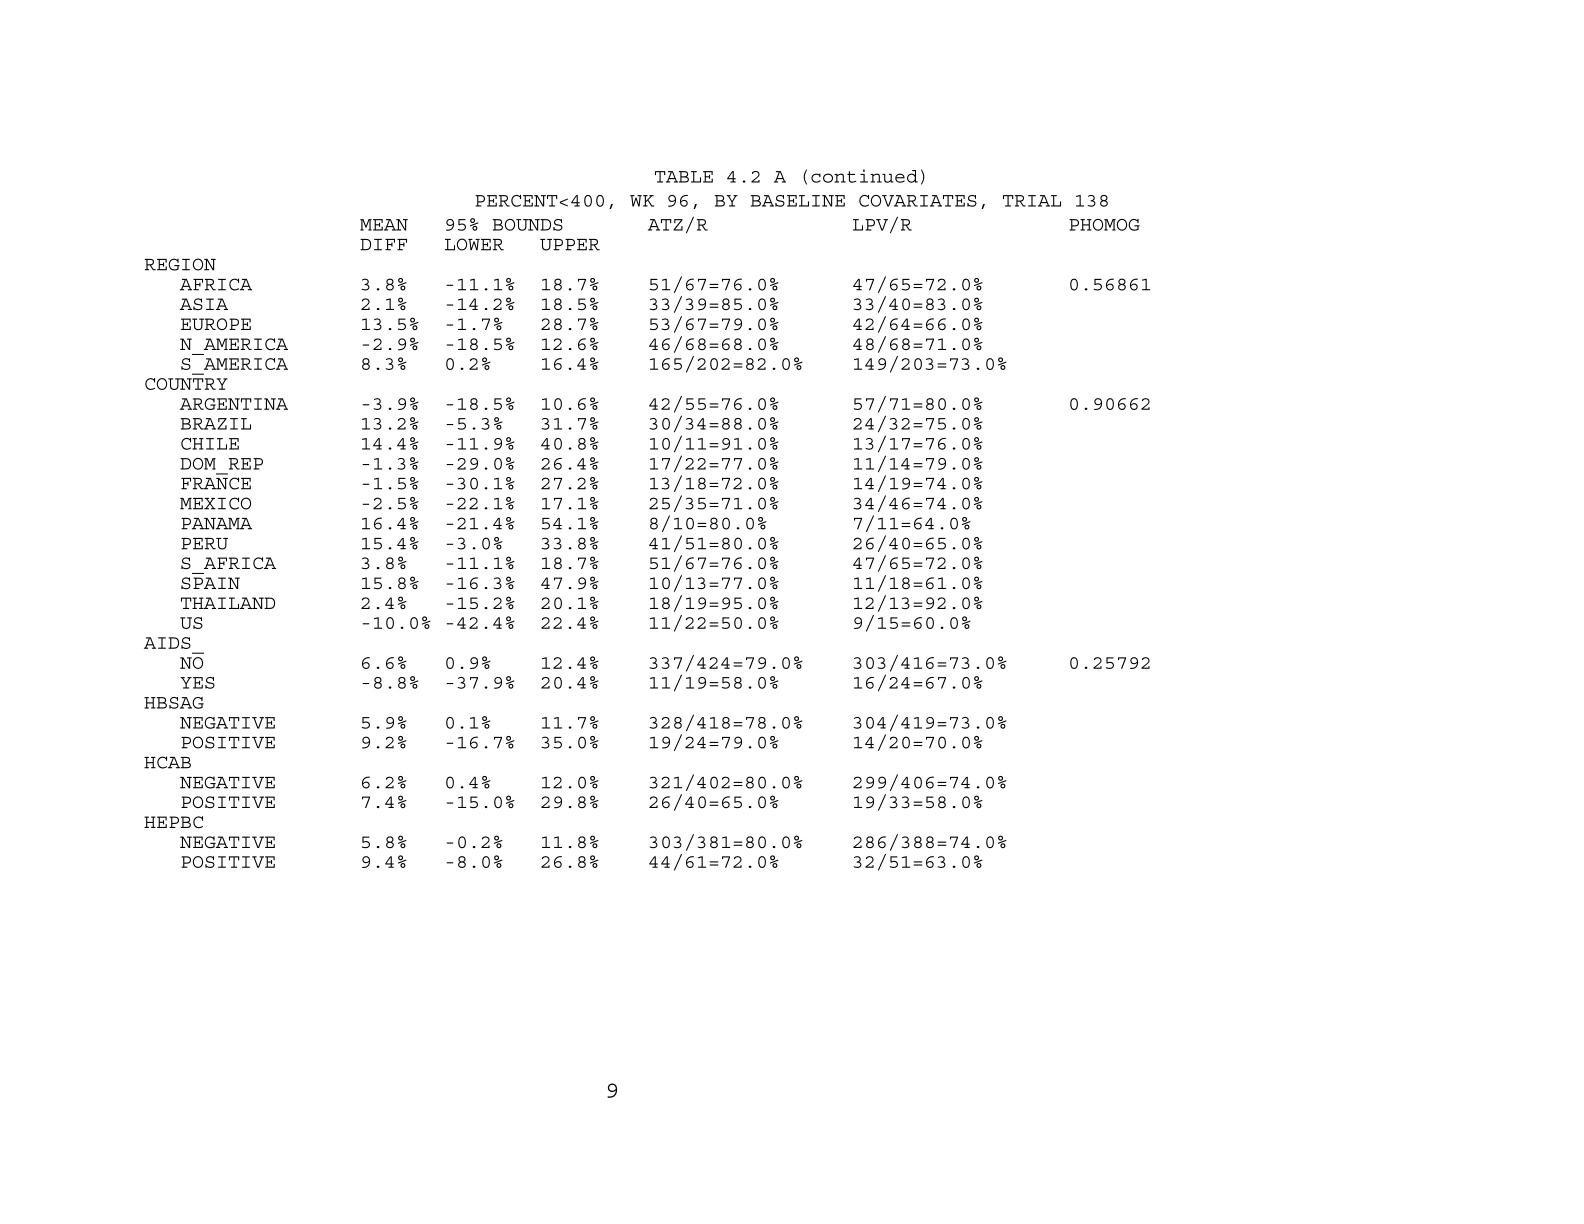 TABLE 4.2 A (continued)
PERCENT<400, WK 96, BY BASELINE COVARIATES, TRIAL 138
MEAN 95% BOUNDS ATZ/R LPV/R PHOMOG
DIFF LOWER UPPER
REGION
AFRICA 3.8% -11.1% 18.7% 51/67=76.0% 47/65=72.0% 0.56861
ASIA 2.1% -14.2% 18.5% 33/39=85.0% 33/40=83.0%
EUROPE 13.5% -1.7% 28.7% 53/67=79.0% 42/64=66.0%
N_AMERICA -2.9% -18.5% 12.6% 46/68=68.0% 48/68=71.0%
S_AMERICA 8.3% 0.2% 16.4% 165/202=82.0% 149/203=73.0%
COUNTRY
ARGENTINA -3.9% -18.5% 10.6% 42/55=76.0% 57/71=80.0% 0.90662
BRAZIL 13.2% -5.3% 31.7% 30/34=88.0% 24/32=75.0%
CHILE 14.4% -11.9% 40.8% 10/11=91.0% 13/17=76.0%
DOM_REP -1.3% -29.0% 26.4% 17/22=77.0% 11/14=79.0%
FRANCE -1.5% -30.1% 27.2% 13/18=72.0% 14/19=74.0%
MEXICO -2.5% -22.1% 17.1% 25/35=71.0% 34/46=74.0%
PANAMA 16.4% -21.4% 54.1% 8/10=80.0% 7/11=64.0%
PERU 15.4% -3.0% 33.8% 41/51=80.0% 26/40=65.0%
S_AFRICA 3.8% -11.1% 18.7% 51/67=76.0% 47/65=72.0%
SPAIN 15.8% -16.3% 47.9% 10/13=77.0% 11/18=61.0%
THAILAND 2.4% -15.2% 20.1% 18/19=95.0% 12/13=92.0%
US -10.0% -42.4% 22.4% 11/22=50.0% 9/15=60.0%
AIDS_
NO 6.6% 0.9% 12.4% 337/424=79.0% 303/416=73.0% 0.25792
YES -8.8% -37.9% 20.4% 11/19=58.0% 16/24=67.0%
HBSAG
NEGATIVE 5.9% 0.1% 11.7% 328/418=78.0% 304/419=73.0%
POSITIVE 9.2% -16.7% 35.0% 19/24=79.0% 14/20=70.0%
HCAB
NEGATIVE 6.2% 0.4% 12.0% 321/402=80.0% 299/406=74.0%
POSITIVE 7.4% -15.0% 29.8% 26/40=65.0% 19/33=58.0%
HEPBC
NEGATIVE 5.8% -0.2% 11.8% 303/381=80.0% 286/388=74.0%
POSITIVE 9.4% -8.0% 26.8% 44/61=72.0% 32/51=63.0%
9